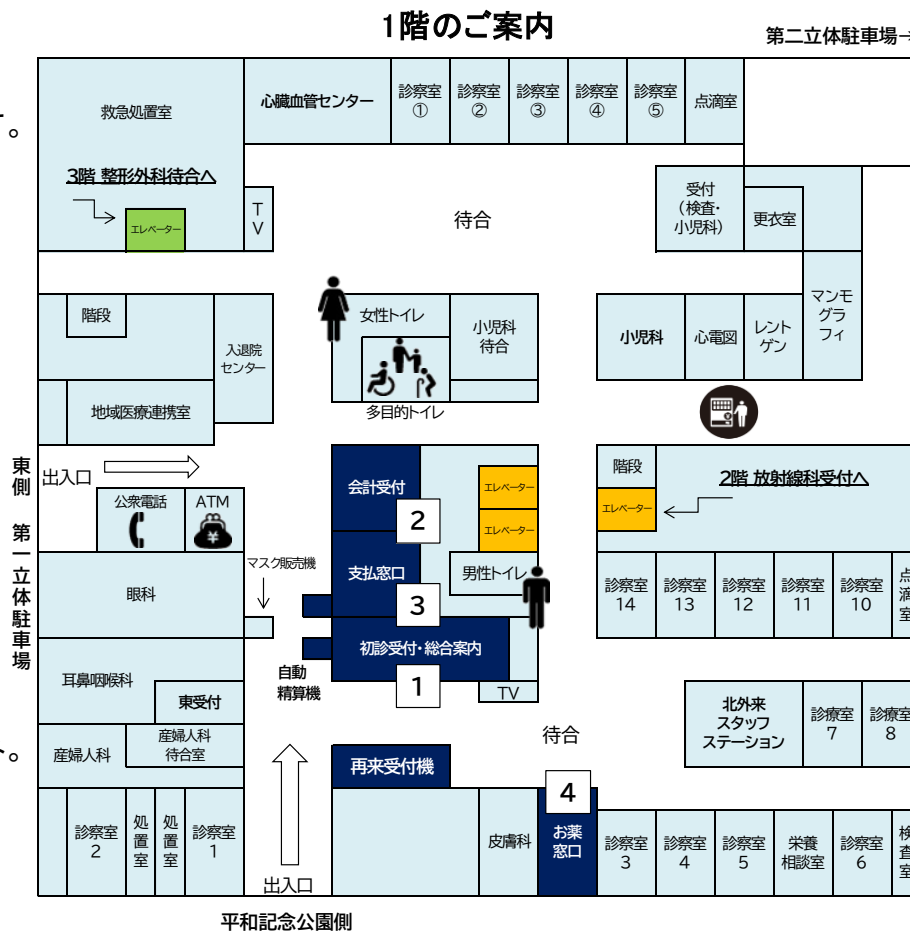 1階のご案内
第二立体駐車場→
。
救急処置室
心臓血管センター
診察室
①
診察室
②
診察室
③
診察室
④
診察室
⑤
点滴室
3階 整形外科待合へ
エレベーター
TV
待合
受付
(検査・
小児科)
更衣室
マンモ
グラ
フィ
階段
入退院
センター
地域医療連携室
女性トイレ
小児科
待合
多目的トイレ
小児科
心電図
レント
ゲン
東側 第一立体駐車場
出入口
公衆電話
ATM
¥
会計受付
2
エレベーター
エレベーター
階段
エレベーター
2階 放射線科受付へ
マスク販売機
眼科
支払窓口
3
男性トイレ
診察室
14
診察室
13
診察室
12
診察室
11
診察室
10
点滴室
初診受付・総合案内
1
自動
精算機
TV
耳鼻咽喉科
東受付
産婦人科
産婦人科
待合室
。
待合
北外来
スタッフ
ステーション
診療室
7
診療室
8
再来受付機
4
お薬
窓口
皮膚科
診察室
2
処置室
処置室
診察室
1
診察室
3
診察室
4
診察室
5
栄養
相談室
診察室
6
検査室
出入口
平和記念公園側